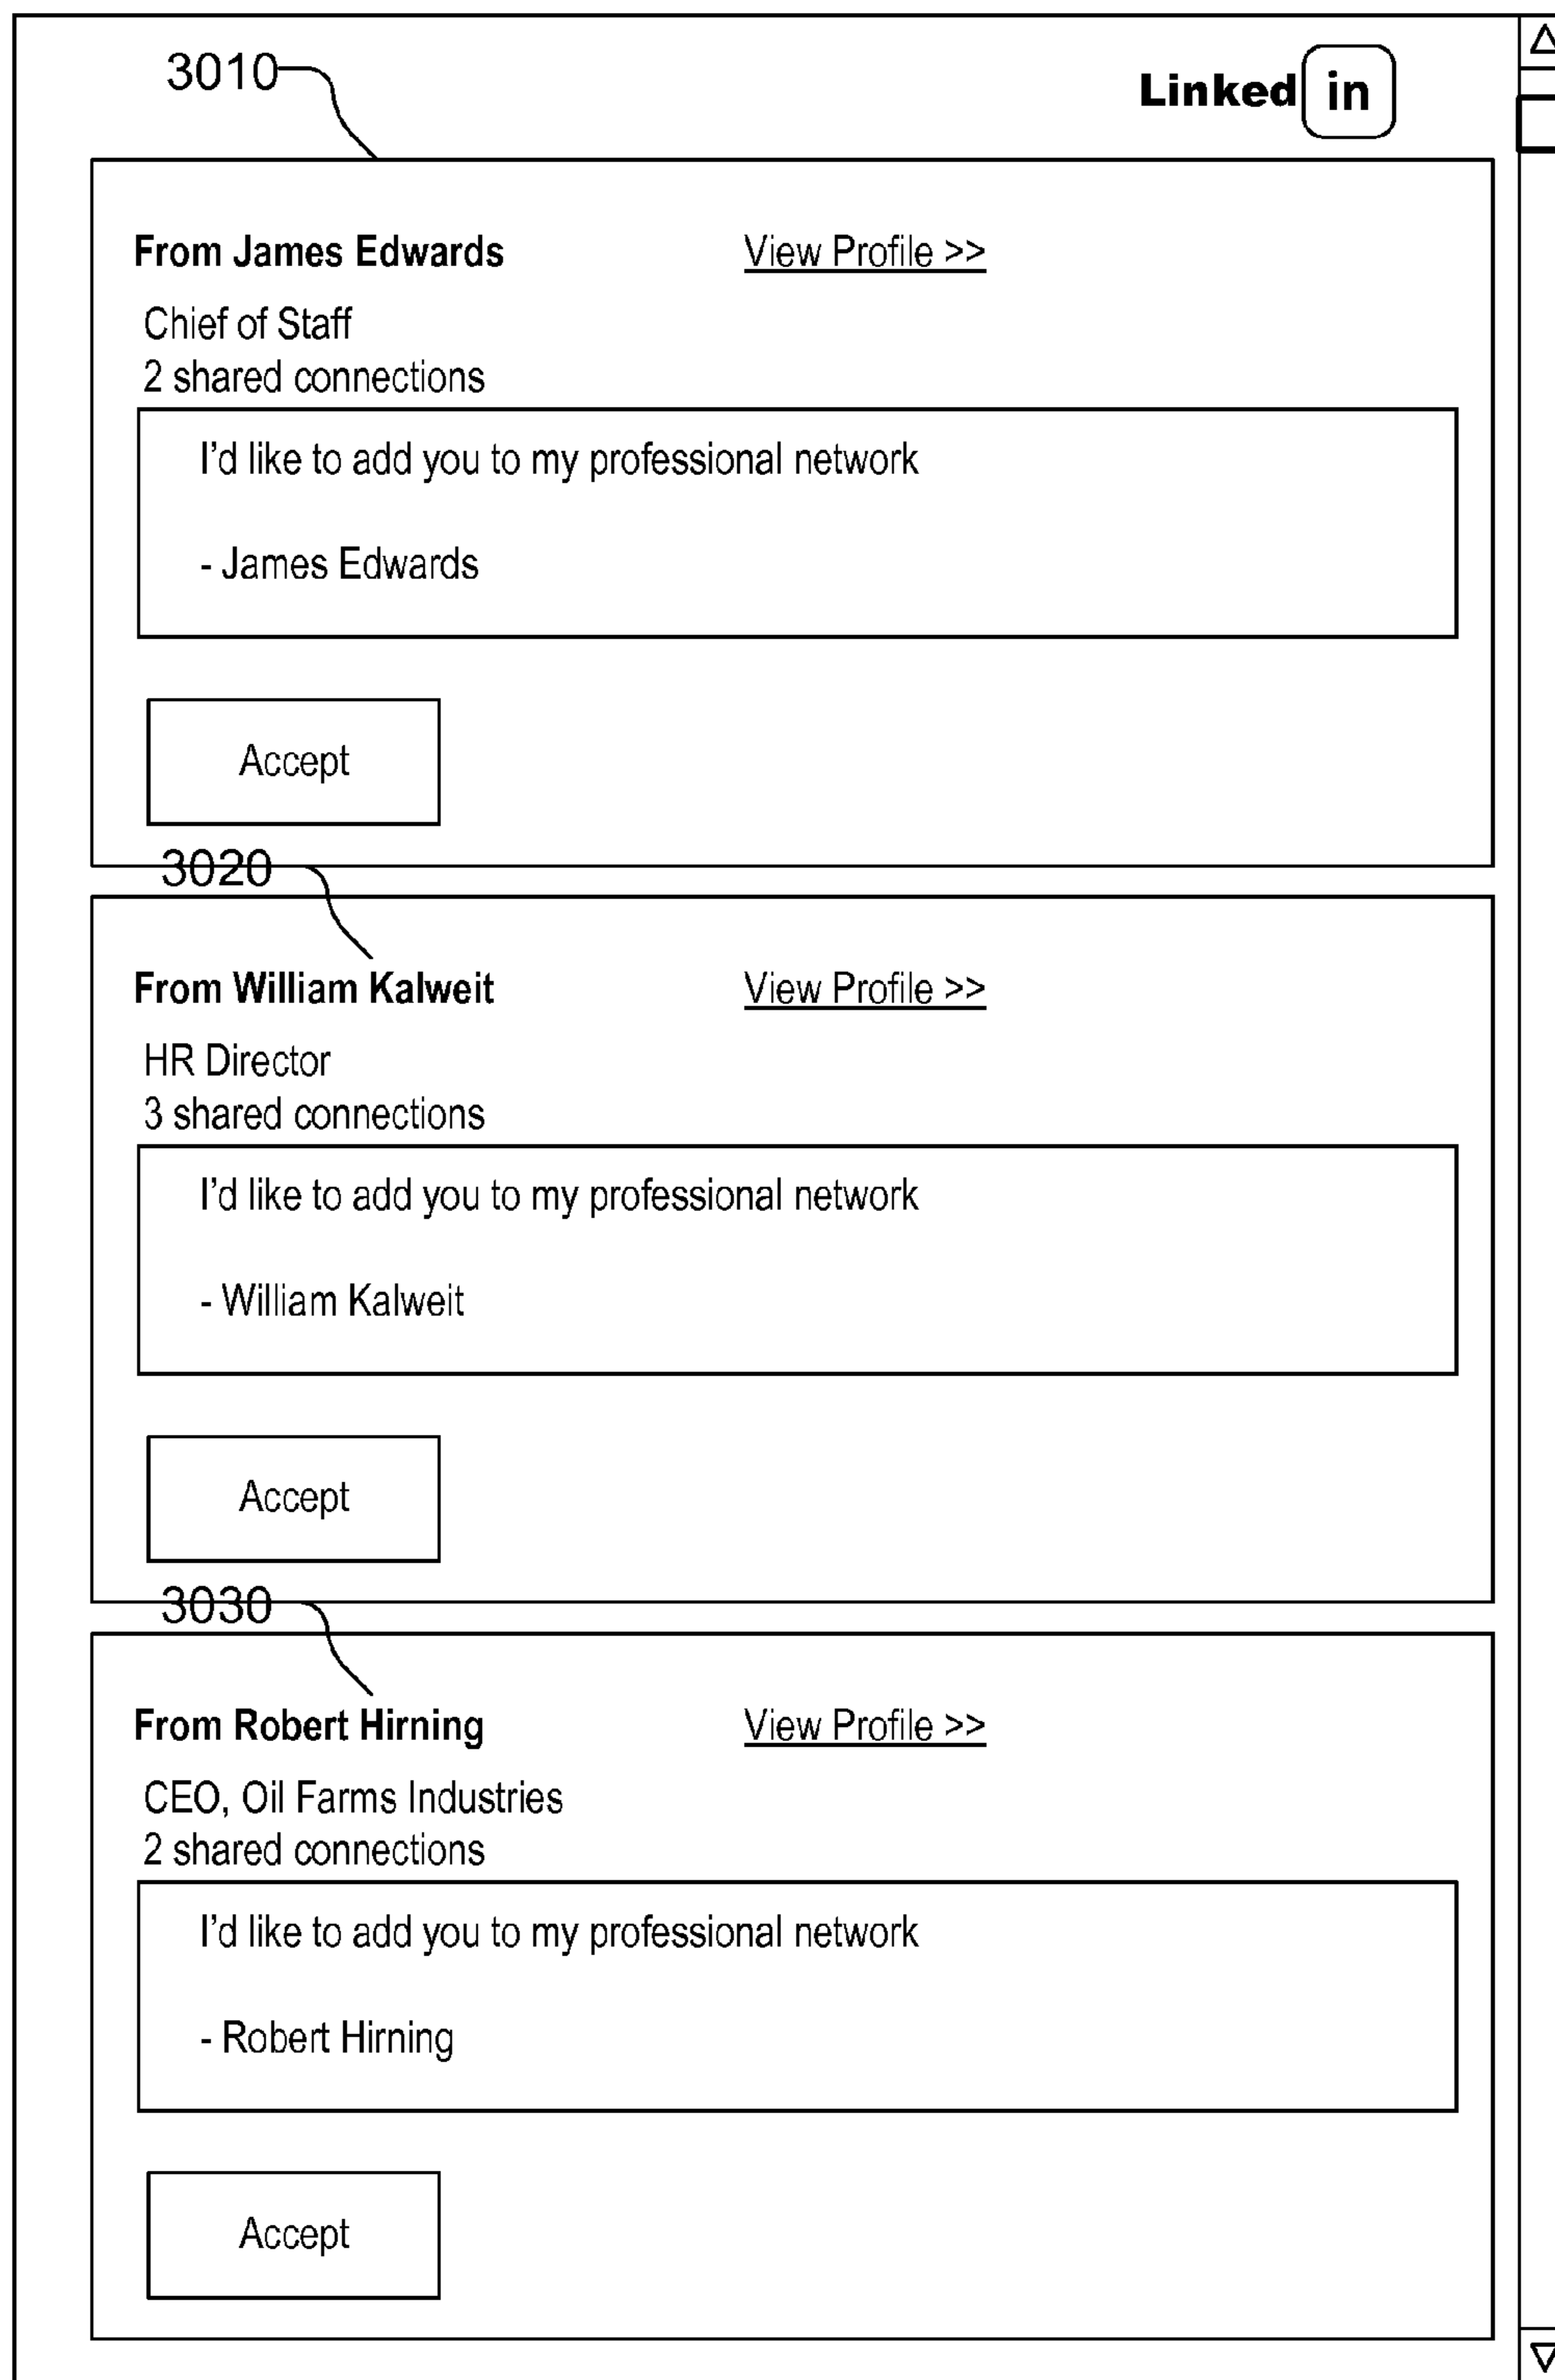 3010
Linked in
From James Edwards View Profile >>
Chief of Staff
2 shared connections
I'd like to add you to my professional network
- James Edwards
Accept
3020
From William Kalweit View Profile >>
HR Director
3 shared connections
I'd like to add you to my professional network
- William Kalweit
Accept
3030
From Robert Hirning View Profile >>
CEO, Oil Farms Industries
2 shared connections
I'd like to add you to my professional network
- Robert Hirning
Accept